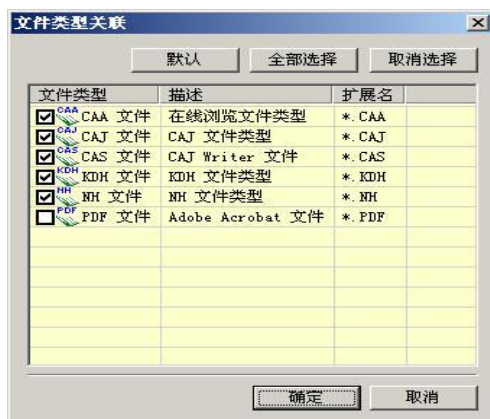 文件类型关联
默认 全部选择 取消选择
文件类型 描述 扩展名
CAA CAA 文件 在线浏览文件类型 *.CAA
CAJ CAJ 文件 CAJ 文件类型 *.CAJ
CAS CAS 文件 CAJ Writer 文件 *.CAS
KDH KDH 文件 KDH 文件类型 *.KDH
NH NH 文件 NH 文件类型 *.NH
PDF PDF 文件 Adobe Acrobat 文件 *.PDF
确定 取消